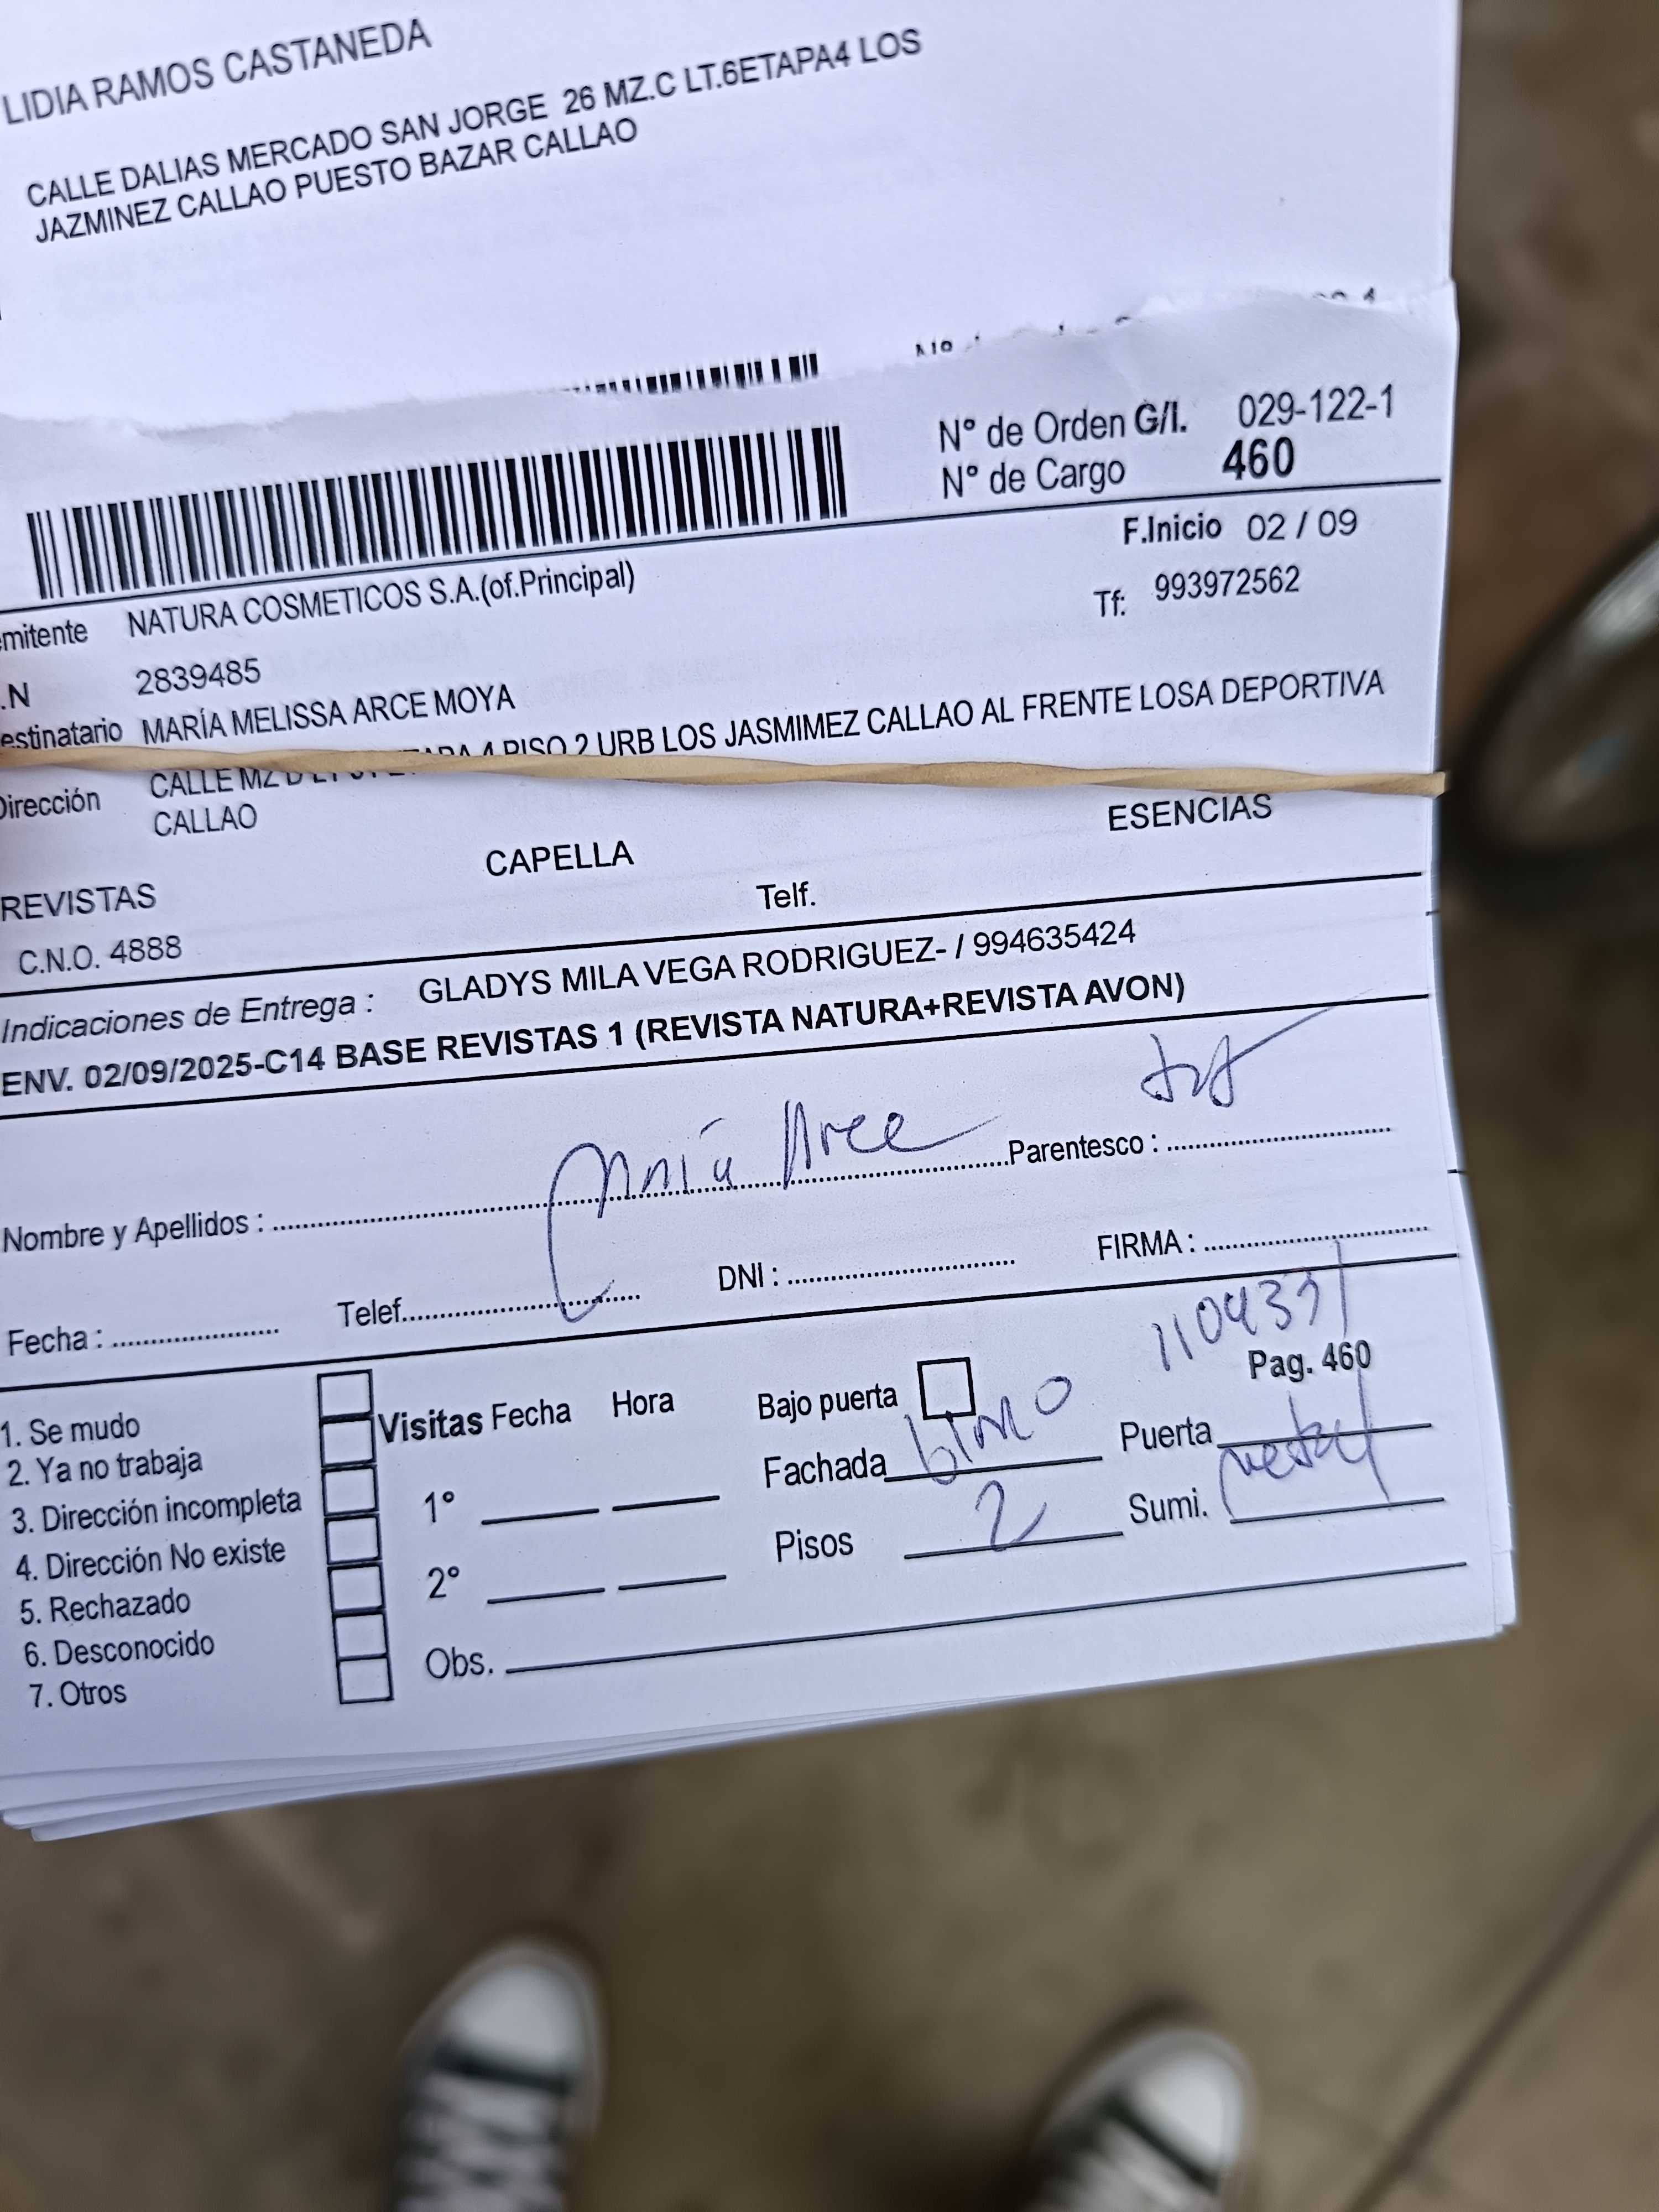 LIDIA RAMOS CASTANEDA
CALLE DALIAS MERCADO SAN JORGE 26 MZ.C LT.6ETAPA4 LOS
JAZMINEZ CALLAO PUESTO BAZAR CALLAO
N° de Orden G/I. 029-122-1
N° de Cargo 460
F.Inicio 02 / 09
mitente NATURA COSMETICOS S.A.(of.Principal)
Tf: 993972562
.N 2839485
estinatario MARÍA MELISSA ARCE MOYA
Dirección CALLE MZ D 4 PISO 2 URB LOS JASMIMEZ CALLAO AL FRENTE LOSA DEPORTIVA
CALLAO
REVISTAS CAPELLA ESENCIAS
C.N.O. 4888 Telf.
Indicaciones de Entrega : GLADYS MILA VEGA RODRIGUEZ- / 994635424
ENV. 02/09/2025-C14 BASE REVISTAS 1 (REVISTA NATURA+REVISTA AVON)
Nombre y Apellidos : María Arce Parentesco :
Fecha : Telef. DNI : FIRMA :
1. Se mudo
2. Ya no trabaja
3. Dirección incompleta
4. Dirección No existe
5. Rechazado
6. Desconocido
7. Otros
Visitas Fecha Hora
1°
2°
Obs.
Bajo puerta
Pag. 460
Fachada Puerta
Pisos 2 Sumi.